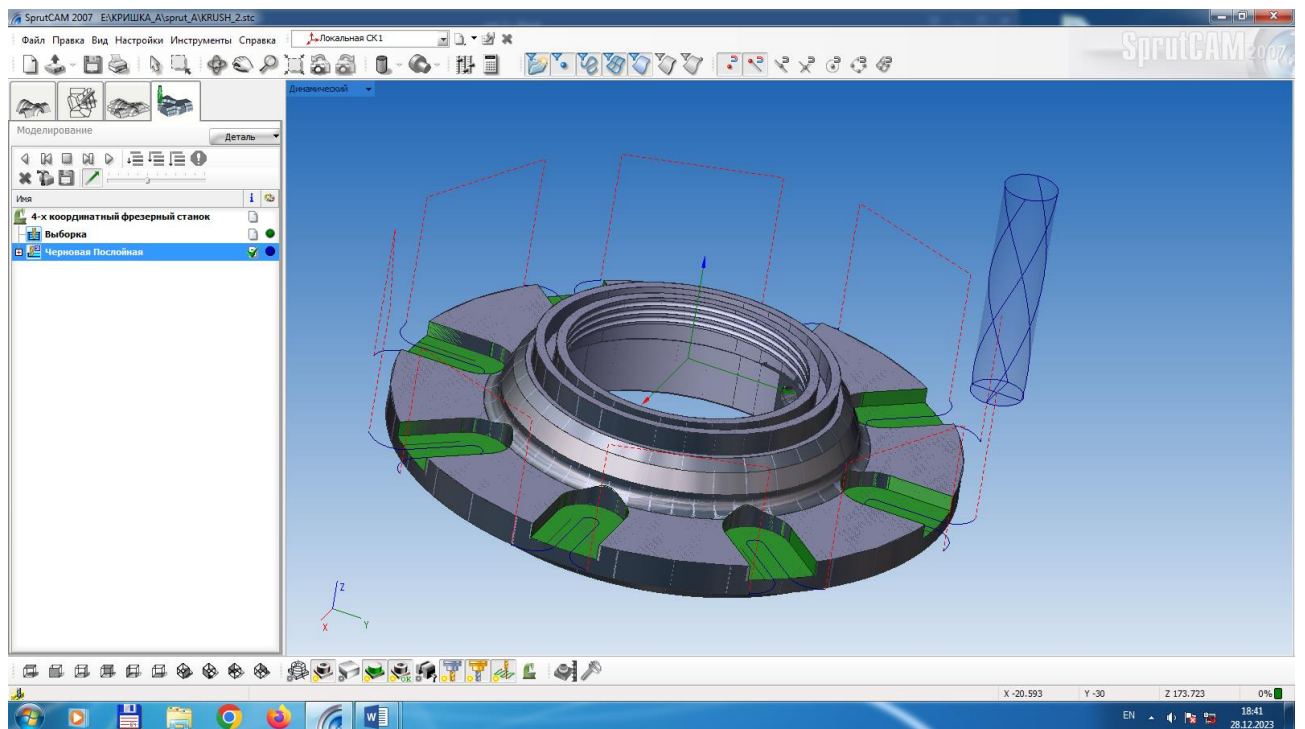 SprutCAM 2007 E:\КРИШКА_А\sprut_A\KRUSH_2.stc
Файл Правка Вид Настройки Инструменты Справка
Локальная СК1
SprutCAM 2007
Динамический
Моделирование
Деталь
Имя
4-х координатный фрезерный станок
Выборка
Черновая Послойная
Z
X
Y
X -20.593 Y -30 Z 173.723 0%
EN
18:41
28.12.2023